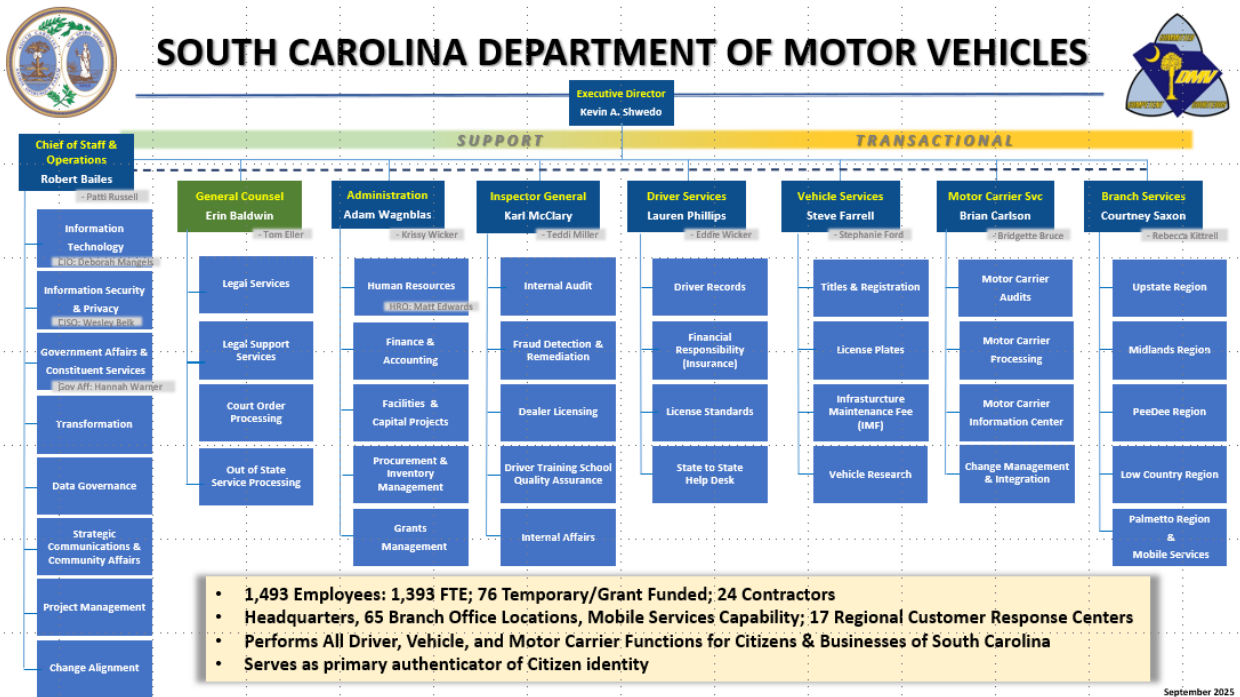 SOUTH CAROLINA DEPARTMENT OF MOTOR VEHICLES
DMV
Executive Director
Kevin A. Shwedo
SUPPORT
TRANSACTIONAL
Chief of Staff &
Operations
Robert Bailes
- Patti Russell
Information
Technology
CIO: Deborah Mangels
Information Security
& Privacy
CISO: Wesley Belk
Government Affairs &
Constituent Services
Gov Aff: Hannah Warner
Transformation
Data Governance
Strategic
Communications &
Community Affairs
Project Management
Change Alignment
General Counsel
Erin Baldwin
- Tom Eller
Legal Services
Legal Support
Services
Court Order
Processing
Out of State
Service Processing
Administration
Adam Wagnblas
- Krissy Wicker
Human Resources
HRO: Matt Edwards
Finance &
Accounting
Facilities &
Capital Projects
Procurement &
Inventory
Management
Grants
Management
Inspector General
Karl McClary
- Teddi Miller
Internal Audit
Fraud Detection &
Remediation
Dealer Licensing
Driver Training School
Quality Assurance
Internal Affairs
Driver Services
Lauren Phillips
- Eddie Wicker
Driver Records
Financial
Responsibility
(Insurance)
License Standards
State to State
Help Desk
Vehicle Services
Steve Farrell
- Stephanie Ford
Titles & Registration
License Plates
Infrasturcture
Maintenance Fee
(IMF)
Vehicle Research
Motor Carrier Svc
Brian Carlson
- Bridgette Bruce
Motor Carrier
Audits
Motor Carrier
Processing
Motor Carrier
Information Center
Change Management
& Integration
Branch Services
Courtney Saxon
- Rebecca Kittrell
Upstate Region
Midlands Region
PeeDee Region
Low Country Region
Palmetto Region
&
Mobile Services
• 1,493 Employees: 1,393 FTE; 76 Temporary/Grant Funded; 24 Contractors
• Headquarters, 65 Branch Office Locations, Mobile Services Capability; 17 Regional Customer Response Centers
• Performs All Driver, Vehicle, and Motor Carrier Functions for Citizens & Businesses of South Carolina
• Serves as primary authenticator of Citizen identity
September 2025